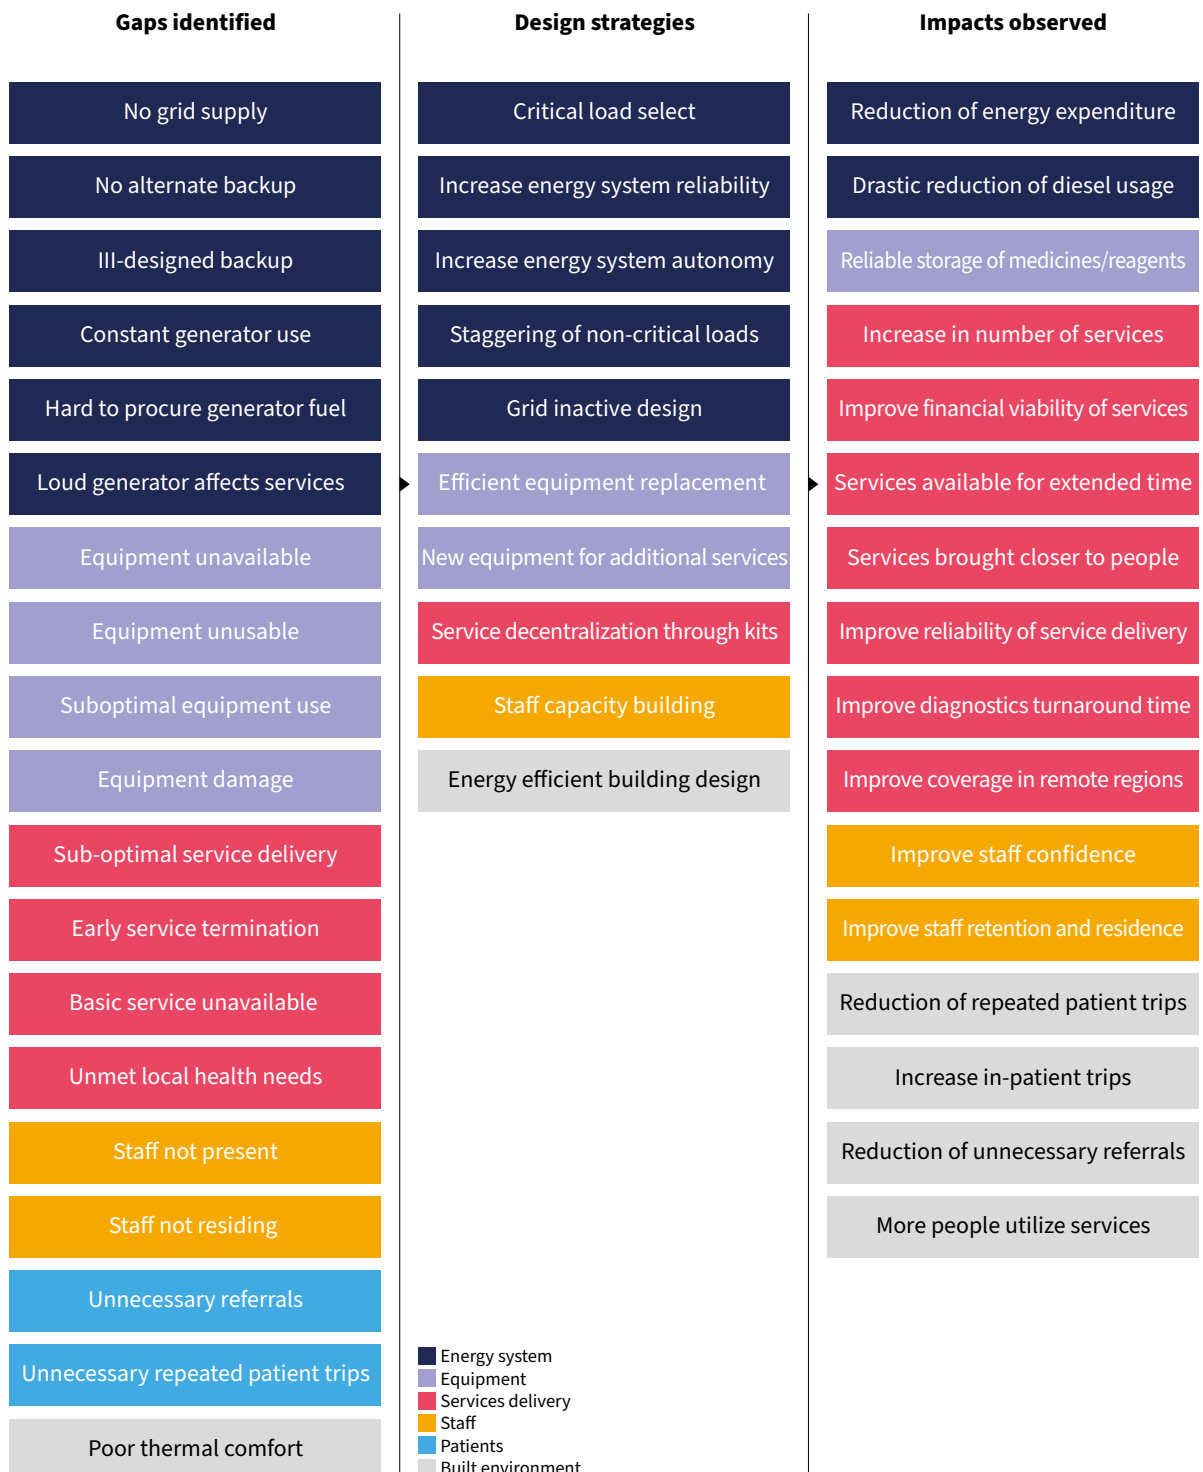 Gaps identified
No grid supply
No alternate backup
III-designed backup
Constant generator use
Hard to procure generator fuel
Loud generator affects services
Equipment unavailable
Equipment unusable
Suboptimal equipment use
Equipment damage
Sub-optimal service delivery
Early service termination
Basic service unavailable
Unmet local health needs
Staff not present
Staff not residing
Unnecessary referrals
Unnecessary repeated patient trips
Poor thermal comfort
Design strategies
Critical load select
Increase energy system reliability
Increase energy system autonomy
Staggering of non-critical loads
Grid inactive design
Efficient equipment replacement
New equipment for additional services
Service decentralization through kits
Staff capacity building
Energy efficient building design
Energy system
Equipment
Services delivery
Staff
Patients
Built environment
Impacts observed
Reduction of energy expenditure
Drastic reduction of diesel usage
Reliable storage of medicines/reagents
Increase in number of services
Improve financial viability of services
Services available for extended time
Services brought closer to people
Improve reliability of service delivery
Improve diagnostics turnaround time
Improve coverage in remote regions
Improve staff confidence
Improve staff retention and residence
Reduction of repeated patient trips
Increase in-patient trips
Reduction of unnecessary referrals
More people utilize services